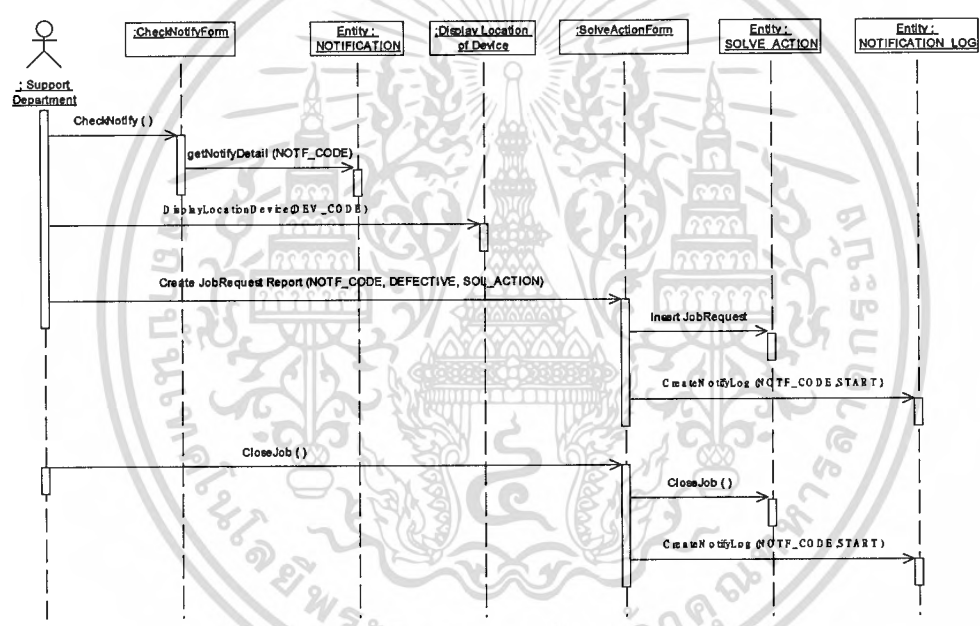 :CheckNotifyForm
Entity :
NOTIFICATION
:Display Location
of Device
:SolveActionForm
Entity :
SOLVE_ACTION
Entity :
NOTIFICATION_LOG
: Support
Department
CheckNotify ( )
getNotifyDetail (NOTF_CODE)
DisplayLocationDevice(DEV_CODE)
Create JobRequest Report (NOTF_CODE, DEFECTIVE, SOL_ACTION)
Insert JobRequest
CreateNotifyLog (NOTF_CODE,START)
CloseJob ( )
CloseJob ( )
CreateNotifyLog (NOTF_CODE,START)